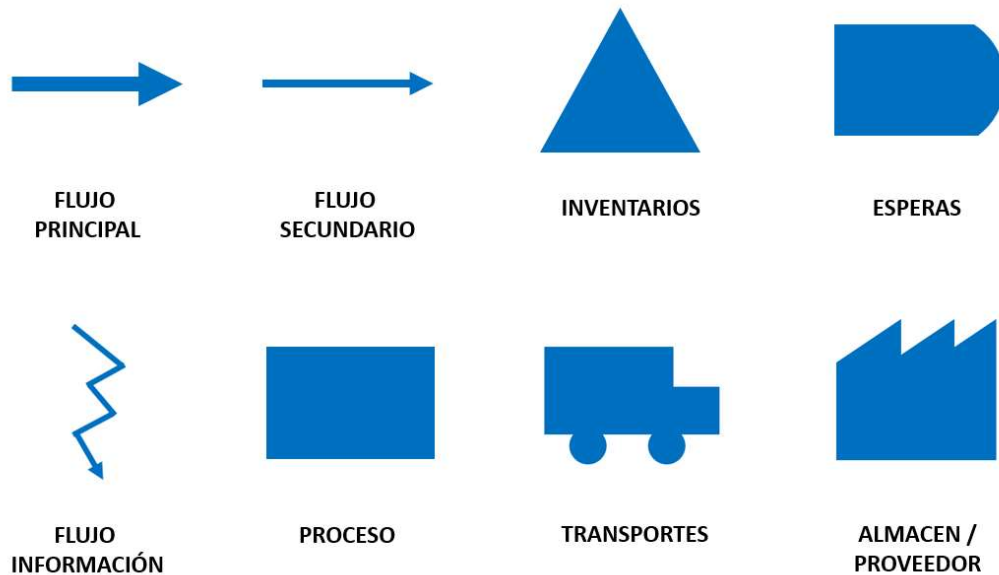 FLUJO
PRINCIPAL
FLUJO
SECUNDARIO
INVENTARIOS
ESPERAS
FLUJO
INFORMACIÓN
PROCESO
TRANSPORTES
ALMACEN /
PROVEEDOR